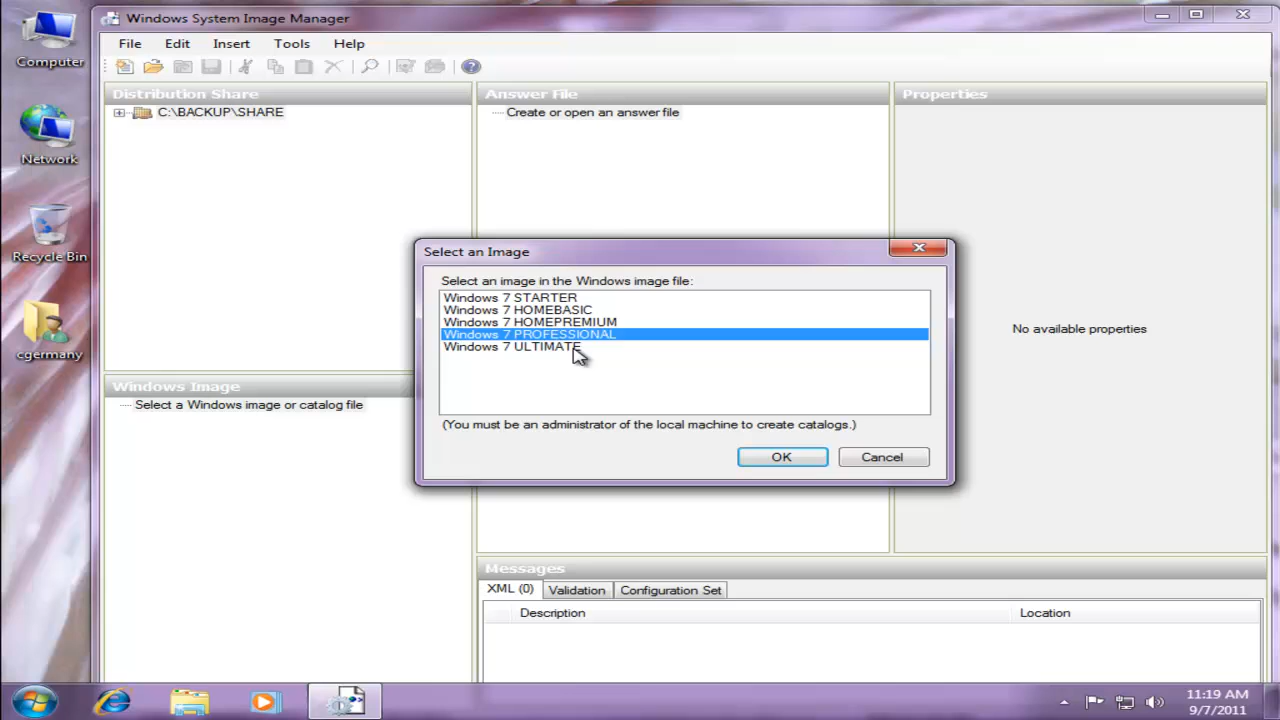 Windows System Image Manager
File Edit Insert Tools Help
Distribution Share
C:\BACKUP\SHARE
Answer File
Create or open an answer file
Properties
No available properties
Select an Image
Select an image in the Windows image file:
Windows 7 STARTER
Windows 7 HOMEBASIC
Windows 7 HOMEPREMIUM
Windows 7 PROFESSIONAL
Windows 7 ULTIMATE
(You must be an administrator of the local machine to create catalogs.)
OK Cancel
Windows Image
Select a Windows image or catalog file
Messages
XML (0) Validation Configuration Set
Description Location
Computer
Network
Recycle Bin
cgermany
11:19 AM
9/7/2011